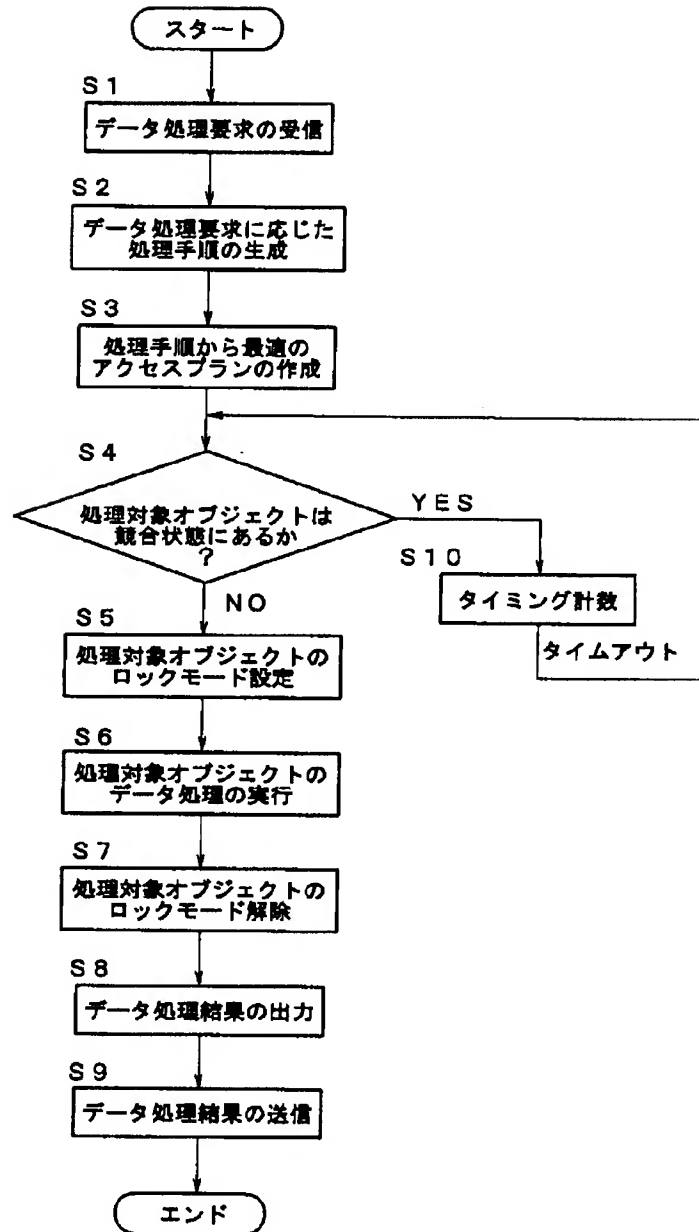 スタート
S1
データ処理要求の受信
S2
データ処理要求に応じた
処理手順の生成
S3
処理手順から最適の
アクセスプランの作成
S4
処理対象オブジェクトは
競合状態にあるか
?
YES
S10
タイミング計数
タイムアウト
NO
S5
処理対象オブジェクトの
ロックモード設定
S6
処理対象オブジェクトの
データ処理の実行
S7
処理対象オブジェクトの
ロックモード解除
S8
データ処理結果の出力
S9
データ処理結果の送信
エンド